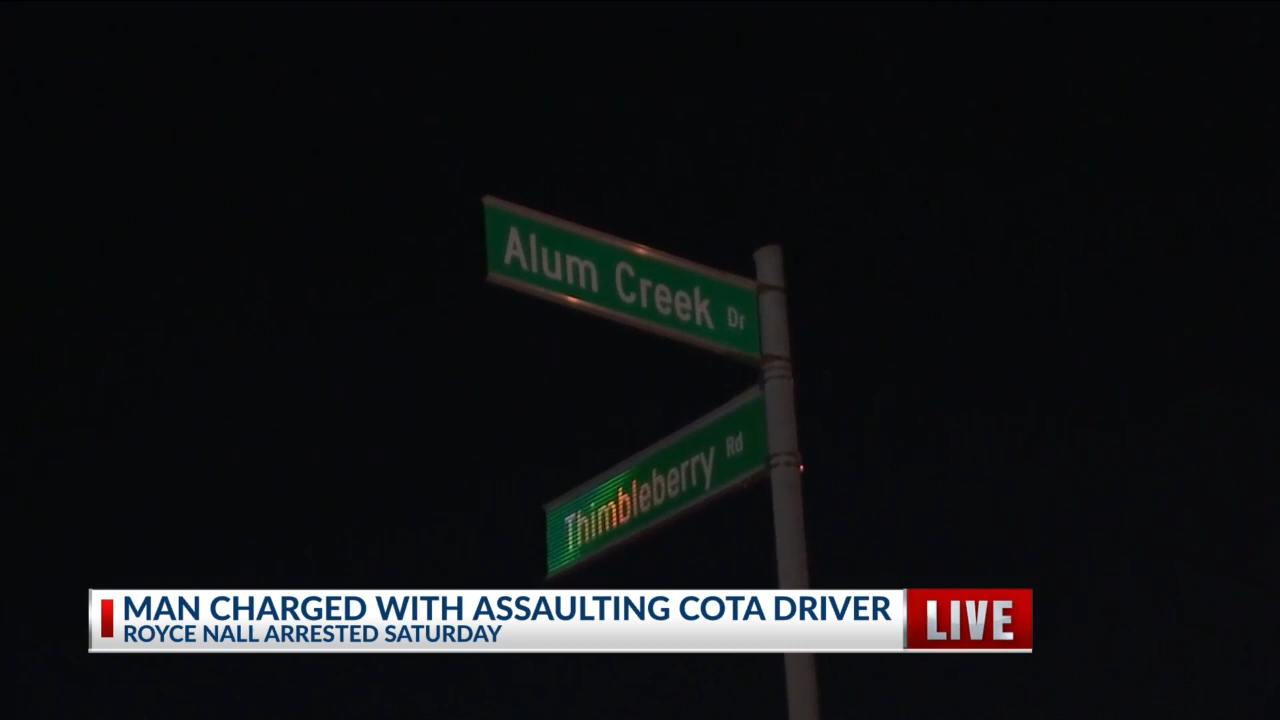 Alum Creek Dr
Thimbleberry Rd
MAN CHARGED WITH ASSAULTING COTA DRIVER
ROYCE NALL ARRESTED SATURDAY
LIVE